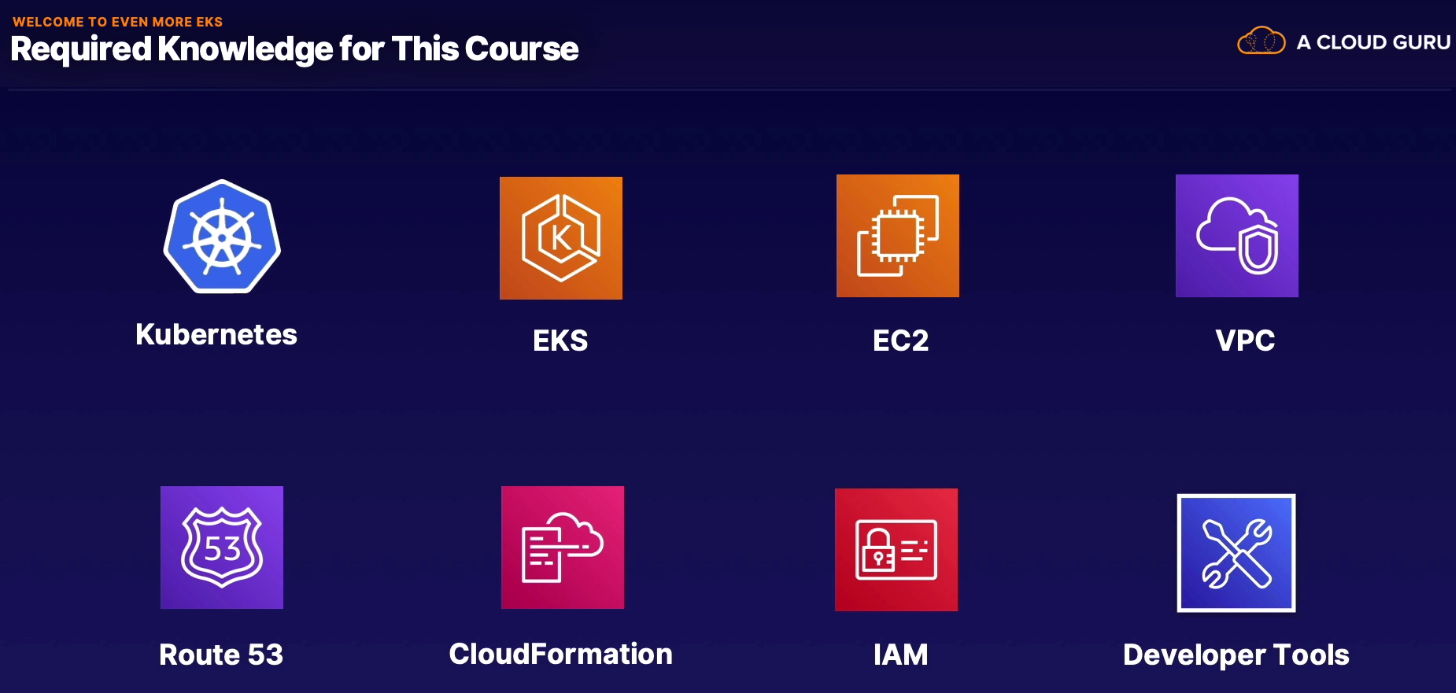 WELCOME TO EVEN MORE EKS
Required Knowledge for This Course
A CLOUD GURU
K
Kubernetes
EKS
EC2
VPC
53
Route 53
CloudFormation
IAM
Developer Tools